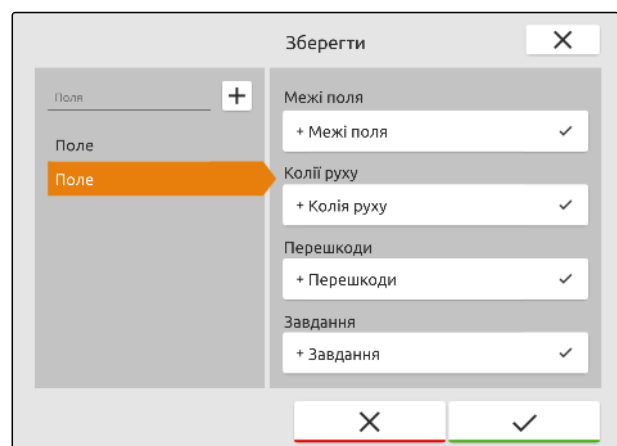 Зберегти
Поля
Поле
Поле
Межі поля
+ Межі поля
Колії руху
+ Колія руху
Перешкоди
+ Перешкоди
Завдання
+ Завдання